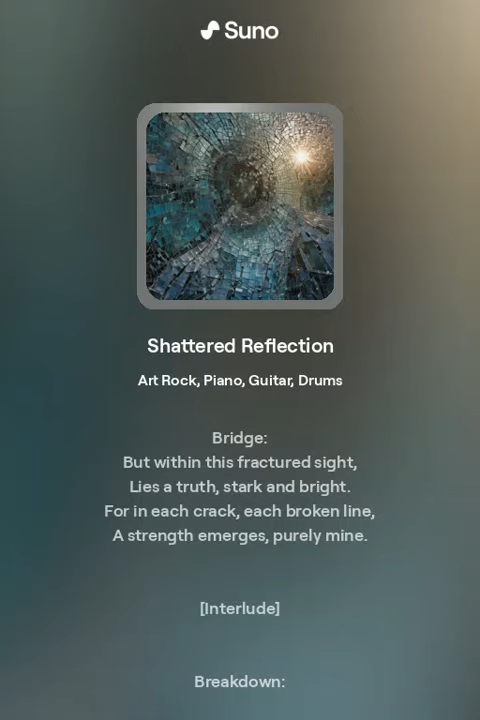 Suno
Shattered Reflection
Art Rock, Piano, Guitar, Drums
Bridge:
But within this fractured sight,
Lies a truth, stark and bright.
For in each crack, each broken line,
A strength emerges, purely mine.
[Interlude]
Breakdown: